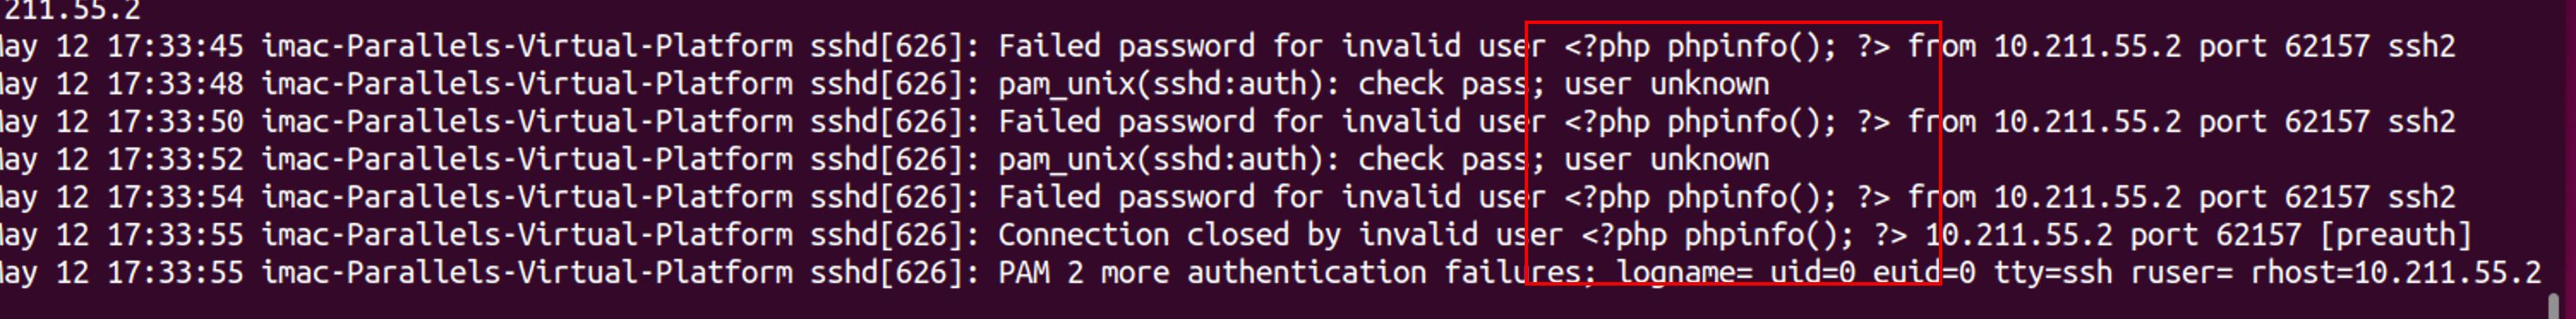 211.55.2
May 12 17:33:45 imac-Parallels-Virtual-Platform sshd[626]: Failed password for invalid user <?php phpinfo(); ?> from 10.211.55.2 port 62157 ssh2
May 12 17:33:48 imac-Parallels-Virtual-Platform sshd[626]: pam_unix(sshd:auth): check pass; user unknown
May 12 17:33:50 imac-Parallels-Virtual-Platform sshd[626]: Failed password for invalid user <?php phpinfo(); ?> from 10.211.55.2 port 62157 ssh2
May 12 17:33:52 imac-Parallels-Virtual-Platform sshd[626]: pam_unix(sshd:auth): check pass; user unknown
May 12 17:33:54 imac-Parallels-Virtual-Platform sshd[626]: Failed password for invalid user <?php phpinfo(); ?> from 10.211.55.2 port 62157 ssh2
May 12 17:33:55 imac-Parallels-Virtual-Platform sshd[626]: Connection closed by invalid user <?php phpinfo(); ?> 10.211.55.2 port 62157 [preauth]
May 12 17:33:55 imac-Parallels-Virtual-Platform sshd[626]: PAM 2 more authentication failures; logname= uid=0 euid=0 tty=ssh ruser= rhost=10.211.55.2